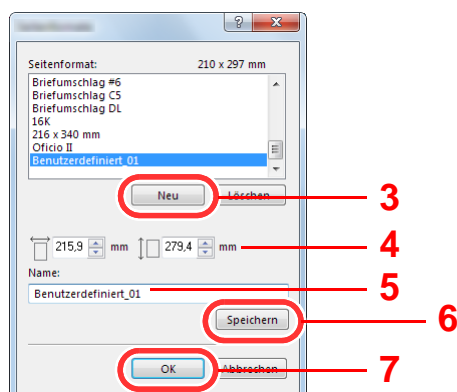 Seitenformat: 210 x 297 mm
Briefumschlag #6
Briefumschlag C5
Briefumschlag DL
16K
216 x 340 mm
Oficio II
Benutzerdefiniert_01
Neu Löschen 3
215,9 mm 279,4 mm 4
Name:
Benutzerdefiniert_01 5
Speichern 6
OK Abbrechen 7